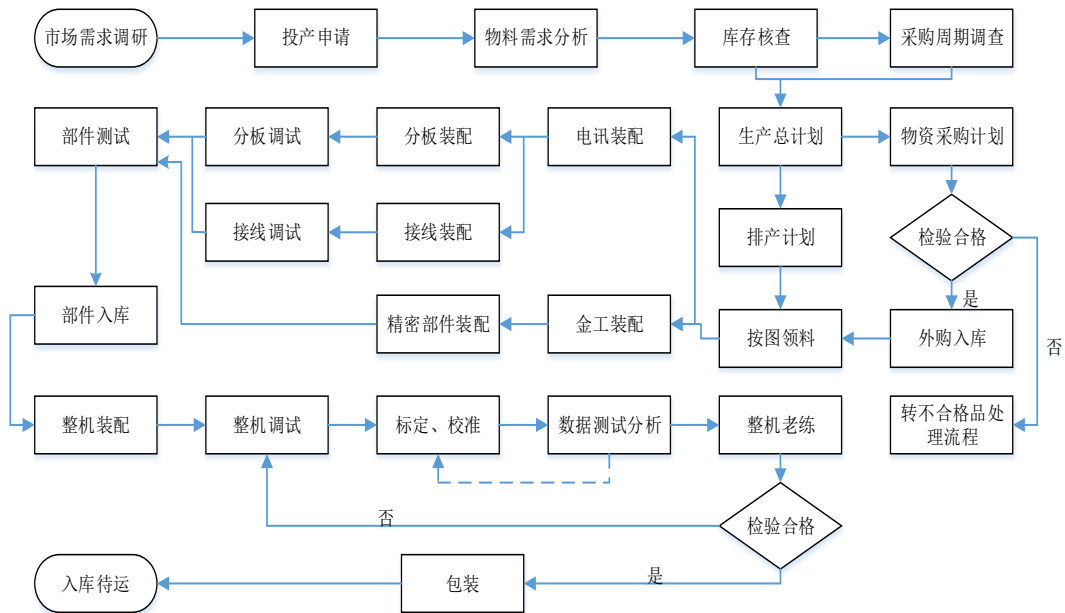 市场需求调研
投产申请
物料需求分析
库存核查
采购周期调查
部件测试
分板调试
分板装配
电讯装配
生产总计划
物资采购计划
接线调试
接线装配
排产计划
检验合格
是
否
部件入库
精密部件装配
金工装配
按图领料
外购入库
整机装配
整机调试
标定、校准
数据测试分析
整机老练
转不合格品处
理流程
否
检验合格
是
入库待运
包装